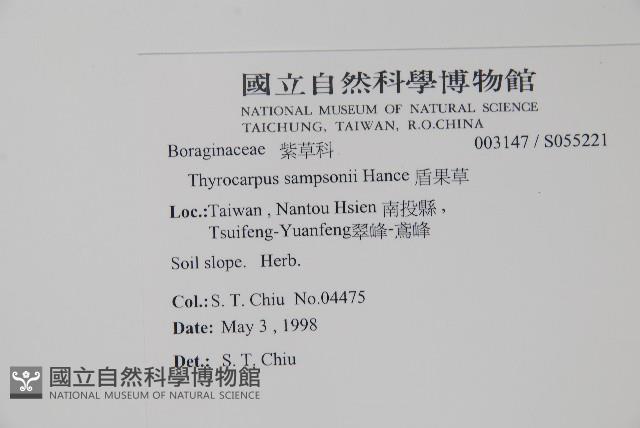 國立自然科學博物館
NATIONAL MUSEUM OF NATURAL SCIENCE
TAICHUNG, TAIWAN, R.O.CHINA
Boraginaceae 紫草科 003147 / S055221
Thyrocarpus sampsonii Hance 盾果草
Loc.:Taiwan , Nantou Hsien 南投縣 ,
Tsuifeng-Yuanfeng翠峰-鳶峰
Soil slope. Herb.
Col.: S. T. Chiu No.04475
Date: May 3 , 1998
Det.: S. T. Chiu
國立自然科學博物館
NATIONAL MUSEUM OF NATURAL SCIENCE